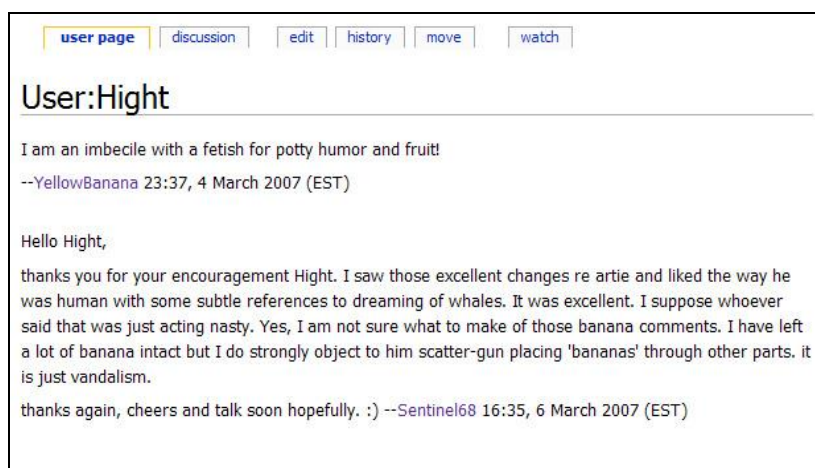 user page discussion edit history move watch
User:Hight
I am an imbecile with a fetish for potty humor and fruit!
--YellowBanana 23:37, 4 March 2007 (EST)
Hello Hight,
thanks you for your encouragement Hight. I saw those excellent changes re artie and liked the way he
was human with some subtle references to dreaming of whales. It was excellent. I suppose whoever
said that was just acting nasty. Yes, I am not sure what to make of those banana comments. I have left
a lot of banana intact but I do strongly object to him scatter-gun placing 'bananas' through other parts. it
is just vandalism.
thanks again, cheers and talk soon hopefully. :) --Sentinel68 16:35, 6 March 2007 (EST)